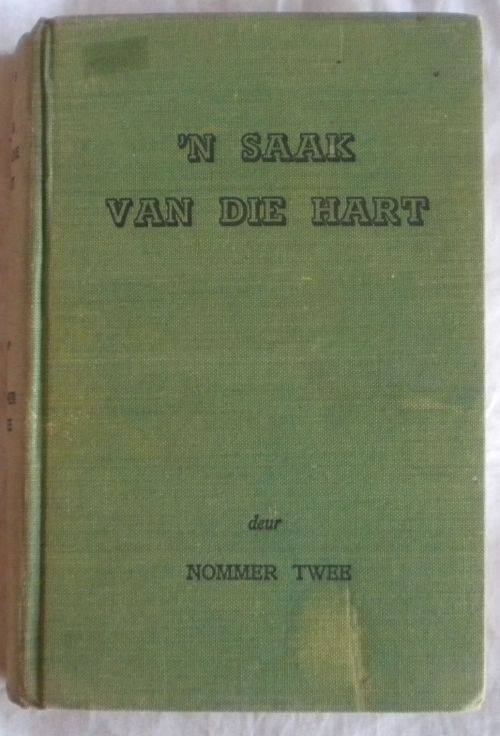 'N SAAK
VAN DIE HART
deur
NOMMER TWEE